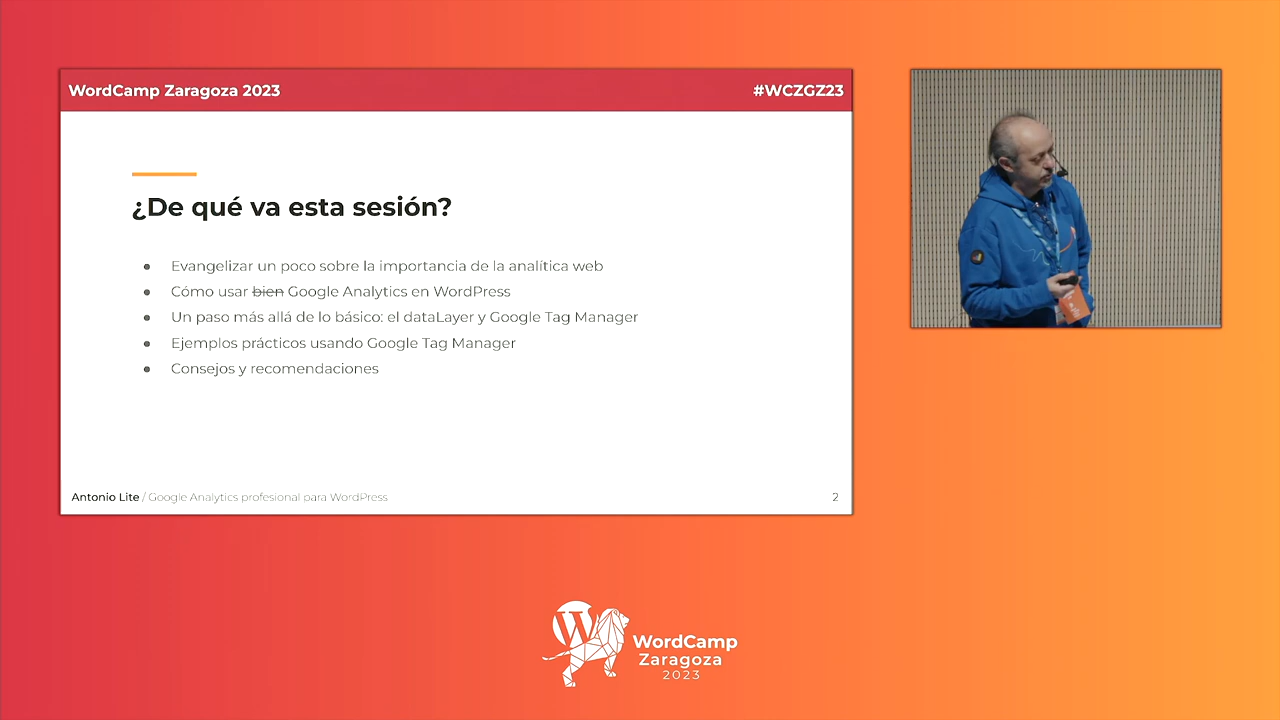 WordCamp Zaragoza 2023
#WCZGZ23
¿De qué va esta sesión?
● Evangelizar un poco sobre la importancia de la analítica web
● Cómo usar bien Google Analytics en WordPress
● Un paso más allá de lo básico: el dataLayer y Google Tag Manager
● Ejemplos prácticos usando Google Tag Manager
● Consejos y recomendaciones
Antonio Lite / Google Analytics profesional para WordPress
2
W
WordCamp
Zaragoza
2023